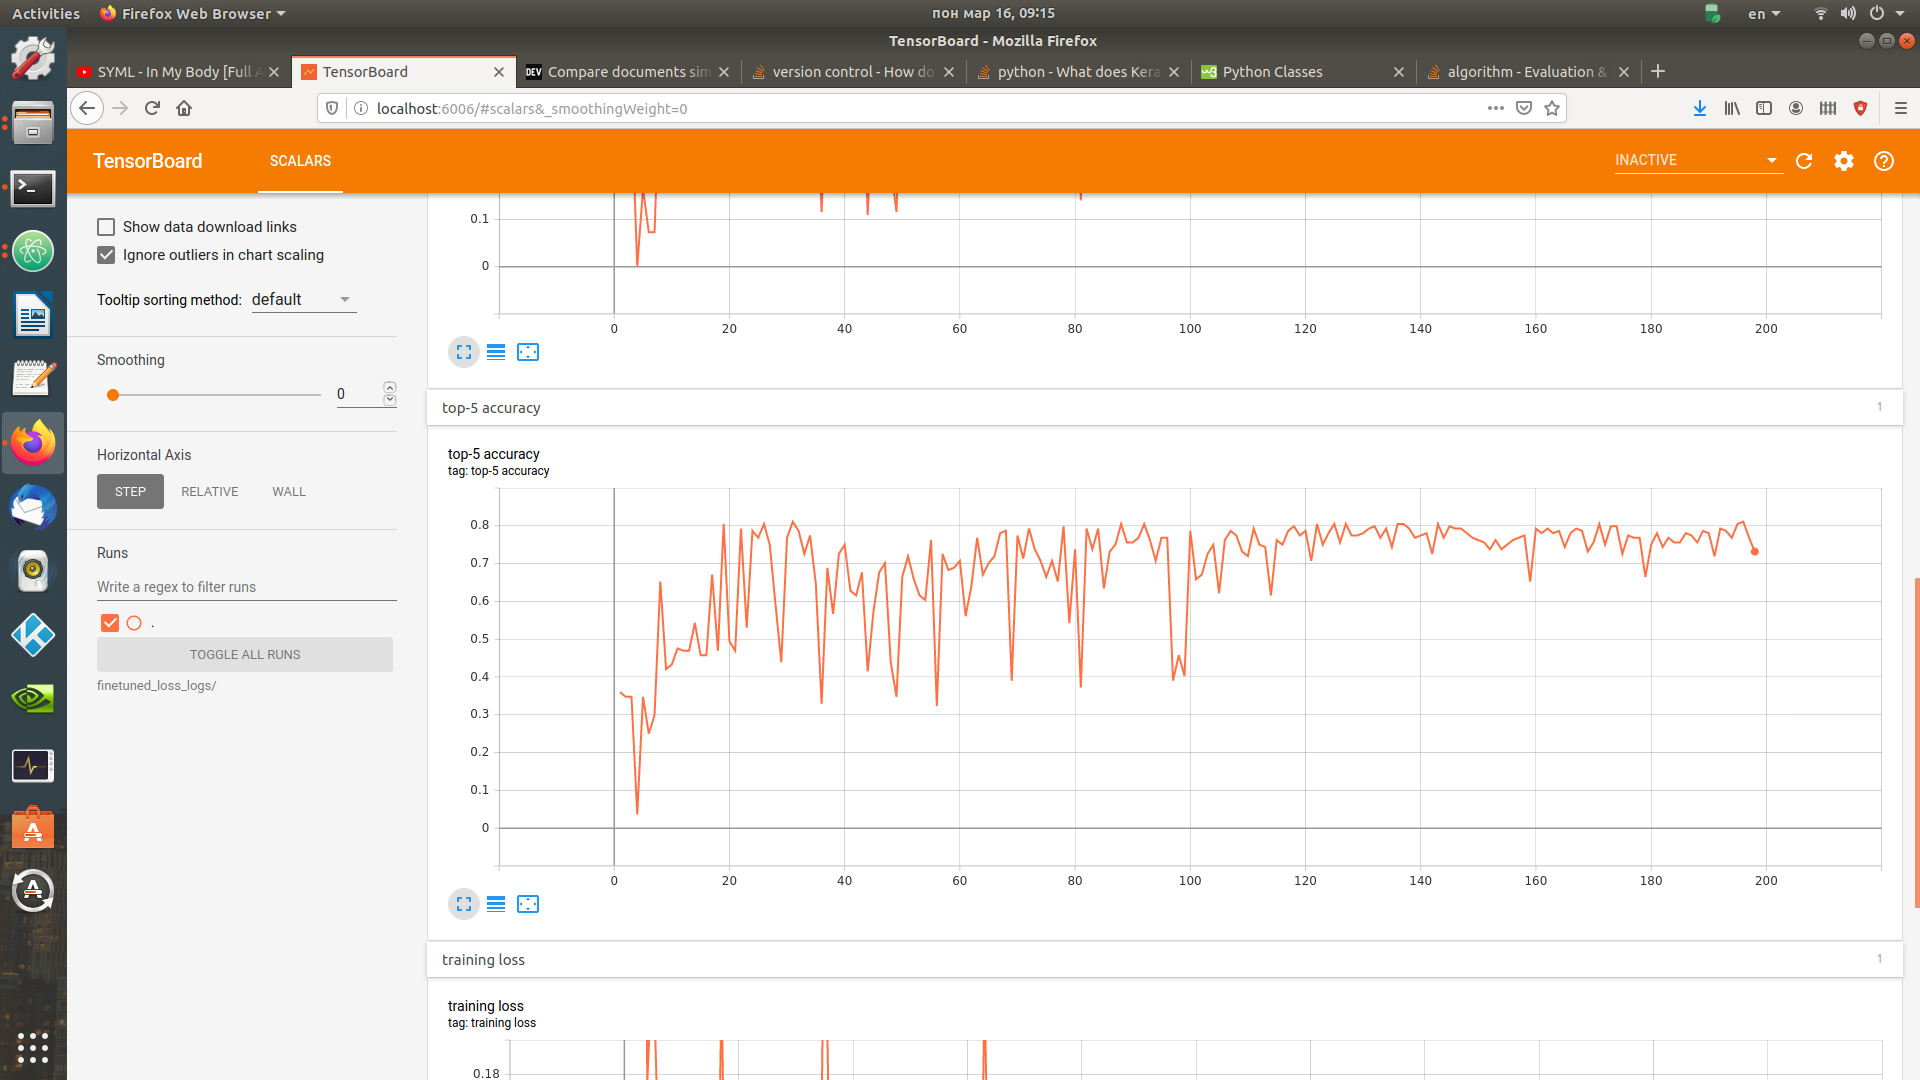 Activities
Firefox Web Browser
пон мар 16, 09:15
en
TensorBoard - Mozilla Firefox
SYML - In My Body [Full A
TensorBoard
DEV Compare documents sim
version control - How do
python - What does Kera
Python Classes
algorithm - Evaluation &
localhost:6006/#scalars&_smoothingWeight=0
TensorBoard
SCALARS
INACTIVE
Show data download links
Ignore outliers in chart scaling
Tooltip sorting method: default
Smoothing
0
Horizontal Axis
STEP RELATIVE WALL
Runs
Write a regex to filter runs
.
TOGGLE ALL RUNS
finetuned_loss_logs/
0.1
0
0 20 40 60 80 100 120 140 160 180 200
top-5 accuracy 1
top-5 accuracy
tag: top-5 accuracy
0.8
0.7
0.6
0.5
0.4
0.3
0.2
0.1
0
0 20 40 60 80 100 120 140 160 180 200
training loss 1
training loss
tag: training loss
0.18